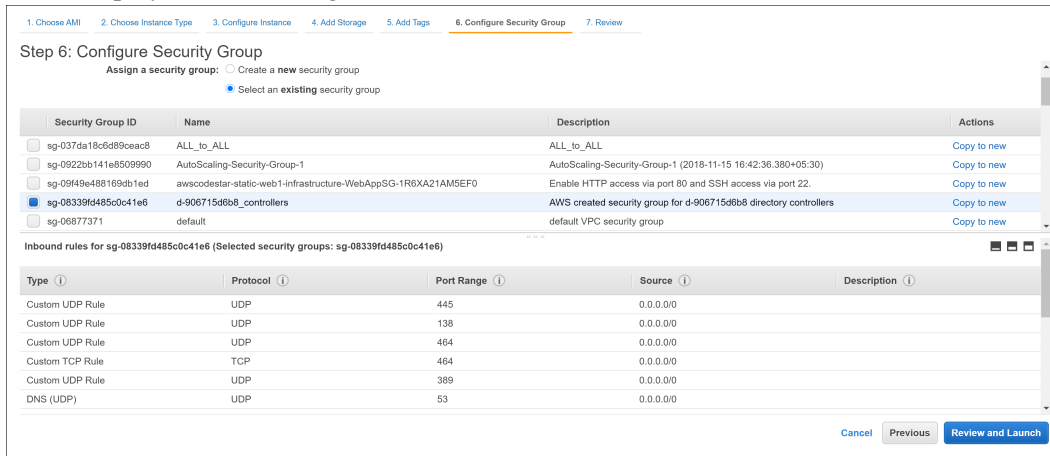 1. Choose AMI 2. Choose Instance Type 3. Configure Instance 4. Add Storage 5. Add Tags 6. Configure Security Group 7. Review
Step 6: Configure Security Group
Assign a security group: Create a new security group
Select an existing security group
Security Group ID Name Description Actions
sg-037da18c6d89ceac8 ALL_to_ALL ALL_to_ALL Copy to new
sg-0922bb141e8509990 AutoScaling-Security-Group-1 AutoScaling-Security-Group-1 (2018-11-15 16:42:36.380+05:30) Copy to new
sg-09f49e488169db1ed awscodestar-static-web1-infrastructure-WebAppSG-1R6XA21AM5EF0 Enable HTTP access via port 80 and SSH access via port 22. Copy to new
sg-08339fd485c0c41e6 d-906715d6b8_controllers AWS created security group for d-906715d6b8 directory controllers Copy to new
sg-06877371 default default VPC security group Copy to new
Inbound rules for sg-08339fd485c0c41e6 (Selected security groups: sg-08339fd485c0c41e6)
Type i Protocol i Port Range i Source i Description i
Custom UDP Rule UDP 445 0.0.0.0/0
Custom UDP Rule UDP 138 0.0.0.0/0
Custom UDP Rule UDP 464 0.0.0.0/0
Custom TCP Rule TCP 464 0.0.0.0/0
Custom UDP Rule UDP 389 0.0.0.0/0
DNS (UDP) UDP 53 0.0.0.0/0
Cancel Previous Review and Launch